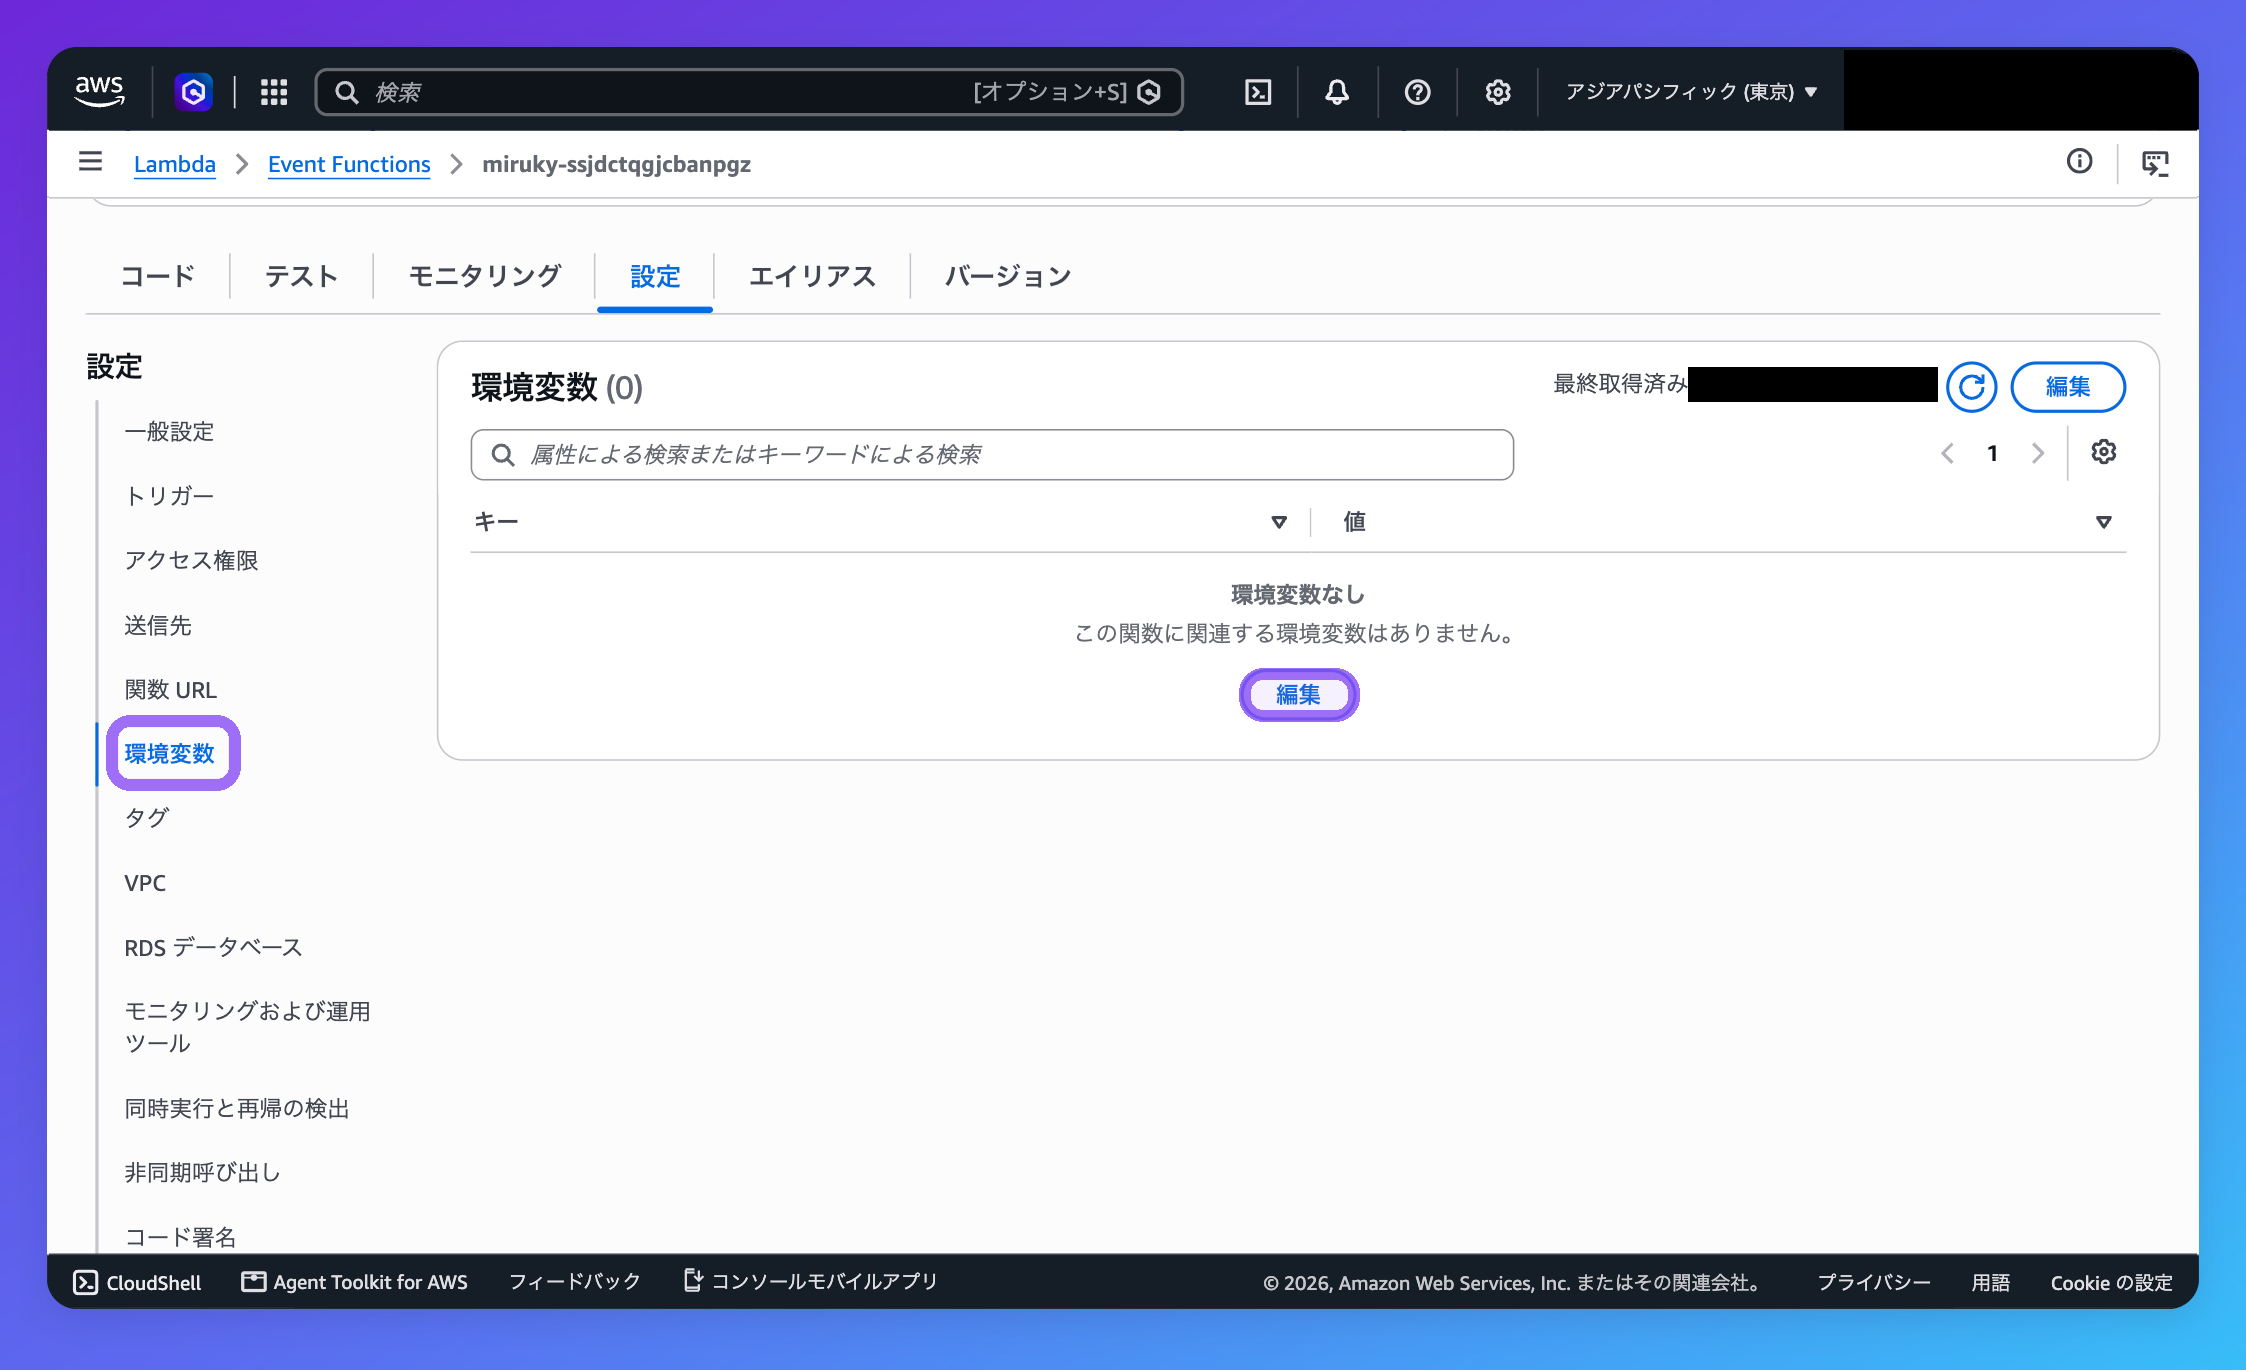 aws
検索 [オプション+S]
アジアパシフィック (東京) ▼
Lambda > Event Functions > miruky-ssjdctqgjcbanpgz
コード テスト モニタリング 設定 エイリアス バージョン
設定
一般設定
トリガー
アクセス権限
送信先
関数 URL
環境変数
タグ
VPC
RDS データベース
モニタリングおよび運用
ツール
同時実行と再帰の検出
非同期呼び出し
コード署名
環境変数 (0)
最終取得済み
編集
属性による検索またはキーワードによる検索
1
キー 値
環境変数なし
この関数に関連する環境変数はありません。
編集
CloudShell Agent Toolkit for AWS フィードバック コンソールモバイルアプリ
© 2026, Amazon Web Services, Inc. またはその関連会社。 プライバシー 用語 Cookie の設定